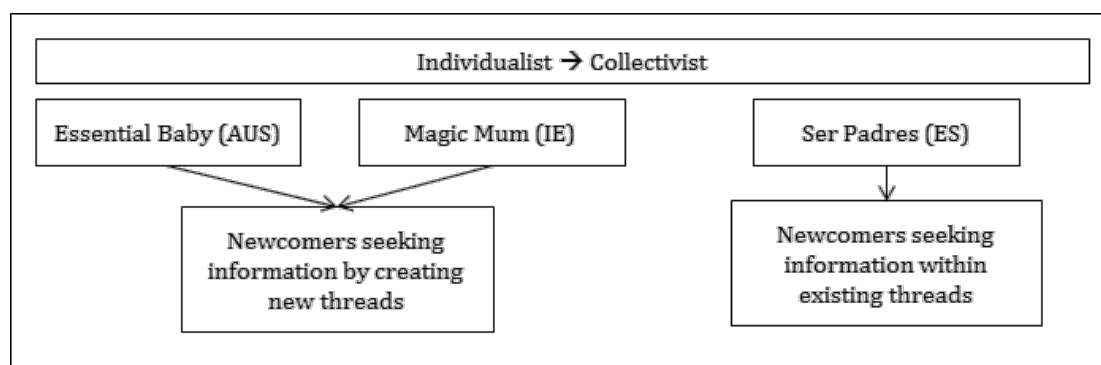 Individualist → Collectivist
Essential Baby (AUS)
Magic Mum (IE)
Ser Padres (ES)
Newcomers seeking
information by creating
new threads
Newcomers seeking
information within
existing threads